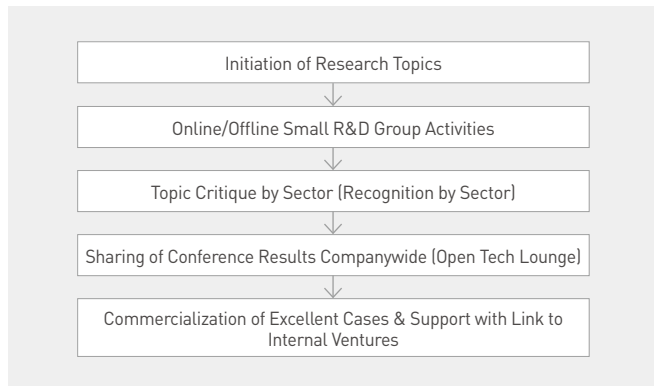 Initiation of Research Topics
Online/Offline Small R&D Group Activities
Topic Critique by Sector (Recognition by Sector)
Sharing of Conference Results Companywide (Open Tech Lounge)
Commercialization of Excellent Cases & Support with Link to
Internal Ventures